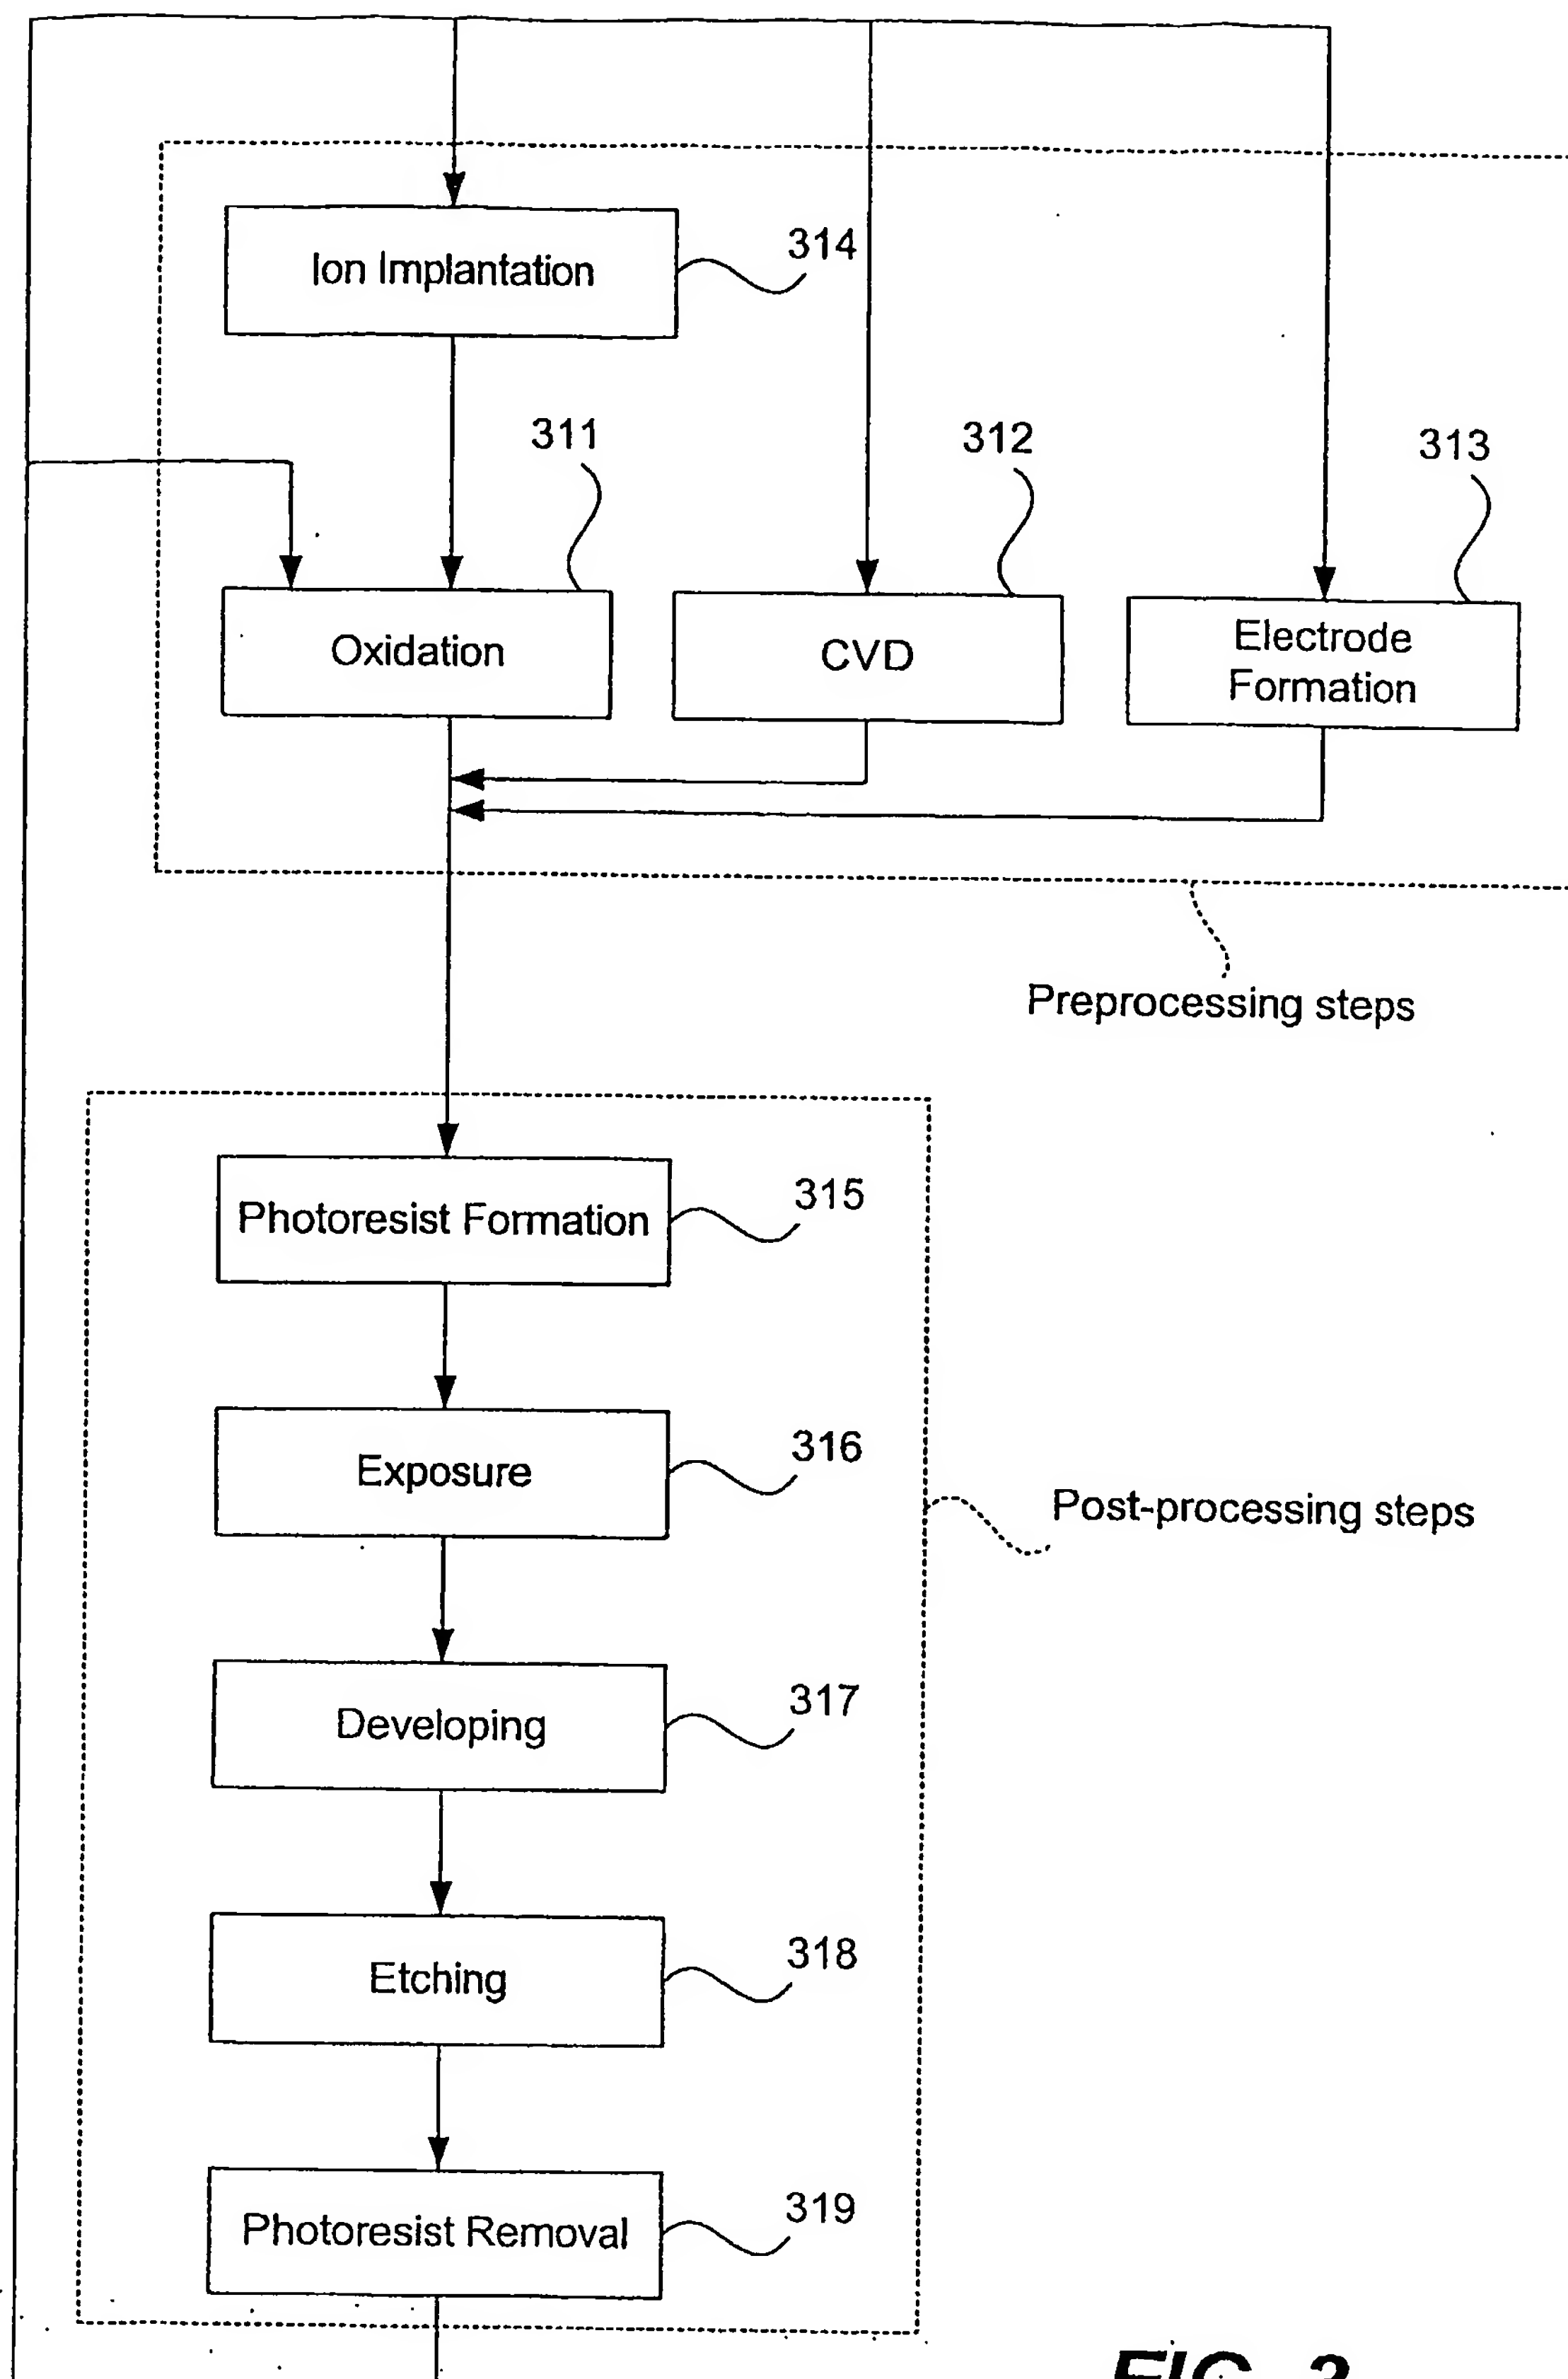 314
Ion Implantation
311
312
313
Oxidation
CVD
Electrode
Formation
Preprocessing steps
315
Photoresist Formation
316
Exposure
Post-processing steps
317
Developing
318
Etching
319
Photoresist Removal
FIG.